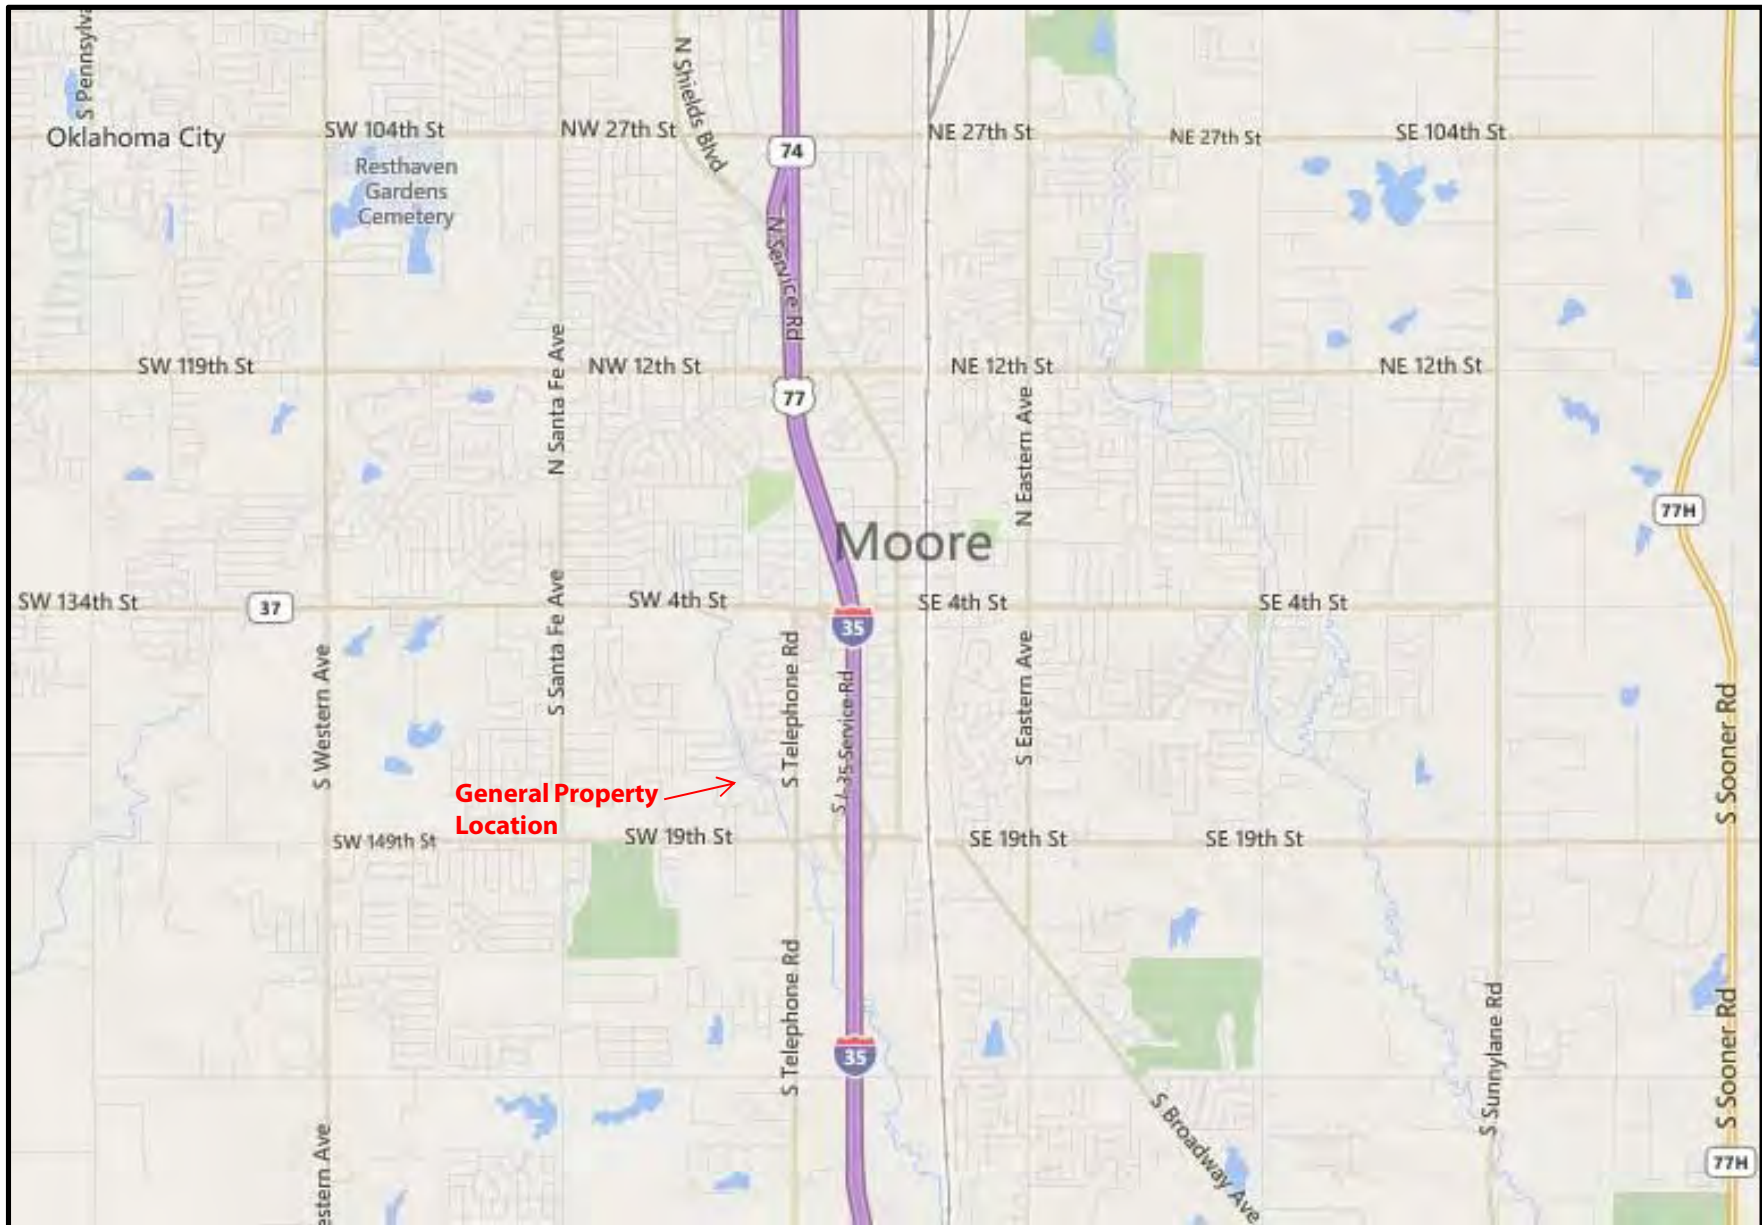 S Pennsylva
N Shields Blvd
Oklahoma City
SW 104th St
NW 27th St
NE 27th St
NE 27th St
SE 104th St
74
Resthaven
Gardens
Cemetery
N Service Rd
SW 119th St
N Santa Fe Ave
NW 12th St
NE 12th St
NE 12th St
77
N Eastern Ave
77H
Moore
SW 134th St
37
S Santa Fe Ave
SW 4th St
SE 4th St
SE 4th St
35
S Western Ave
S Telephone Rd
S I-35 Service Rd
S Eastern Ave
S Sooner Rd
General Property
Location
SW 149th St
SW 19th St
SE 19th St
SE 19th St
S Telephone Rd
35
S Sunnylane Rd
S Sooner Rd
S Broadway Ave
estern Ave
77H